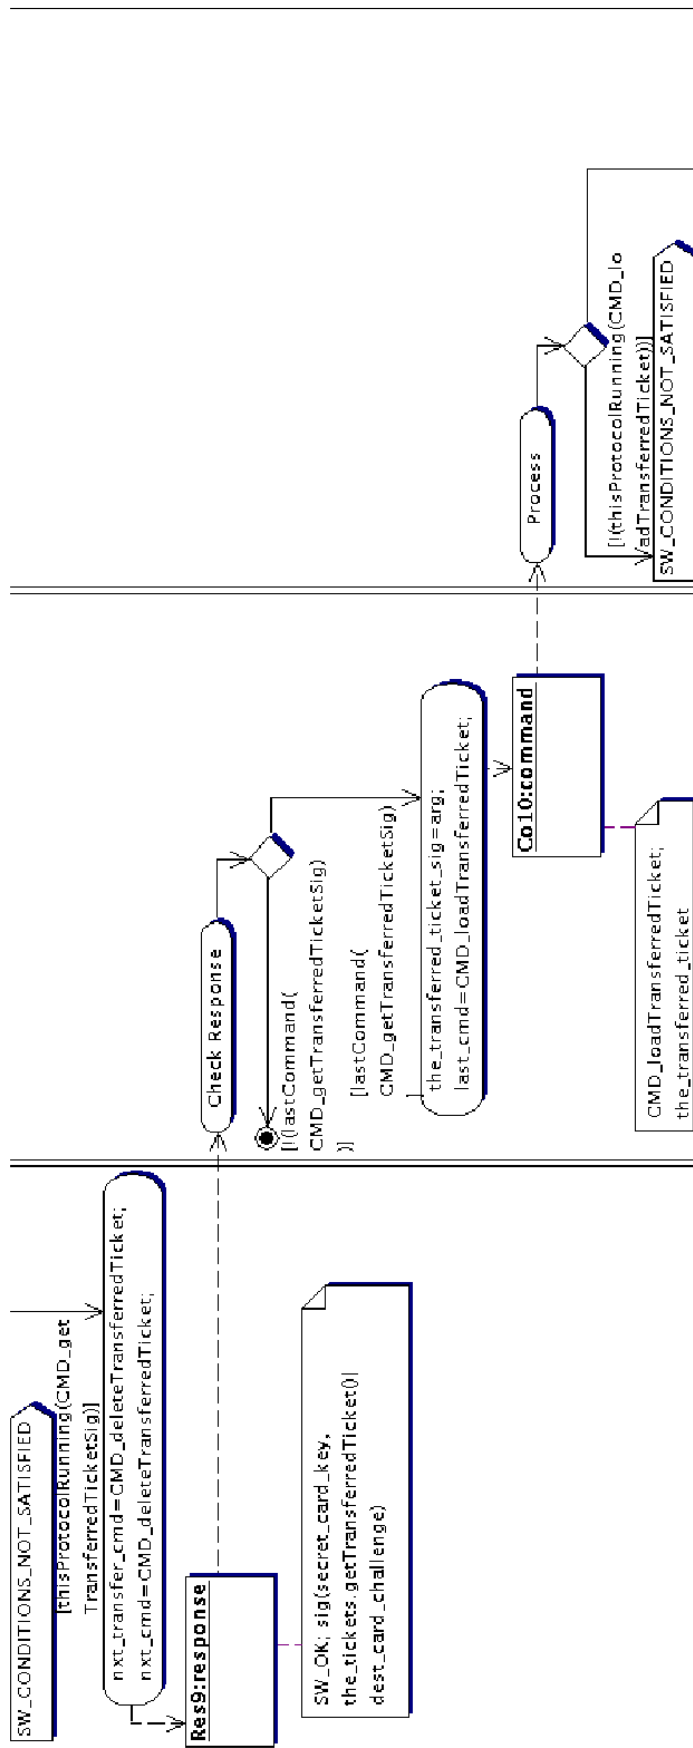 SW_CONDITIONS_NOT_SATISFIED
[thisProtocolRunning(CMD_get
TransferredTicketSig)]
nxt_transfer_cmd=CMD_deleteTransferredTicket;
nxt_cmd=CMD_deleteTransferredTicket;
Res9:response
SW_OK; sig(secret_card_key,
the_tickets.getTransferredTicket()|
dest_card_challenge)
Check Response
[!(lastCommand(
CMD_getTransferredTicketSig)
)]
[lastCommand(
CMD_getTransferredTicketSig)
]
the_transferred_ticket_sig=arg;
last_cmd=CMD_loadTransferredTicket;
Co10:command
CMD_loadTransferredTicket;
the_transferred_ticket
Process
[!(thisProtocolRunning(CMD_lo
adTransferredTicket))]
SW_CONDITIONS_NOT_SATISFIED